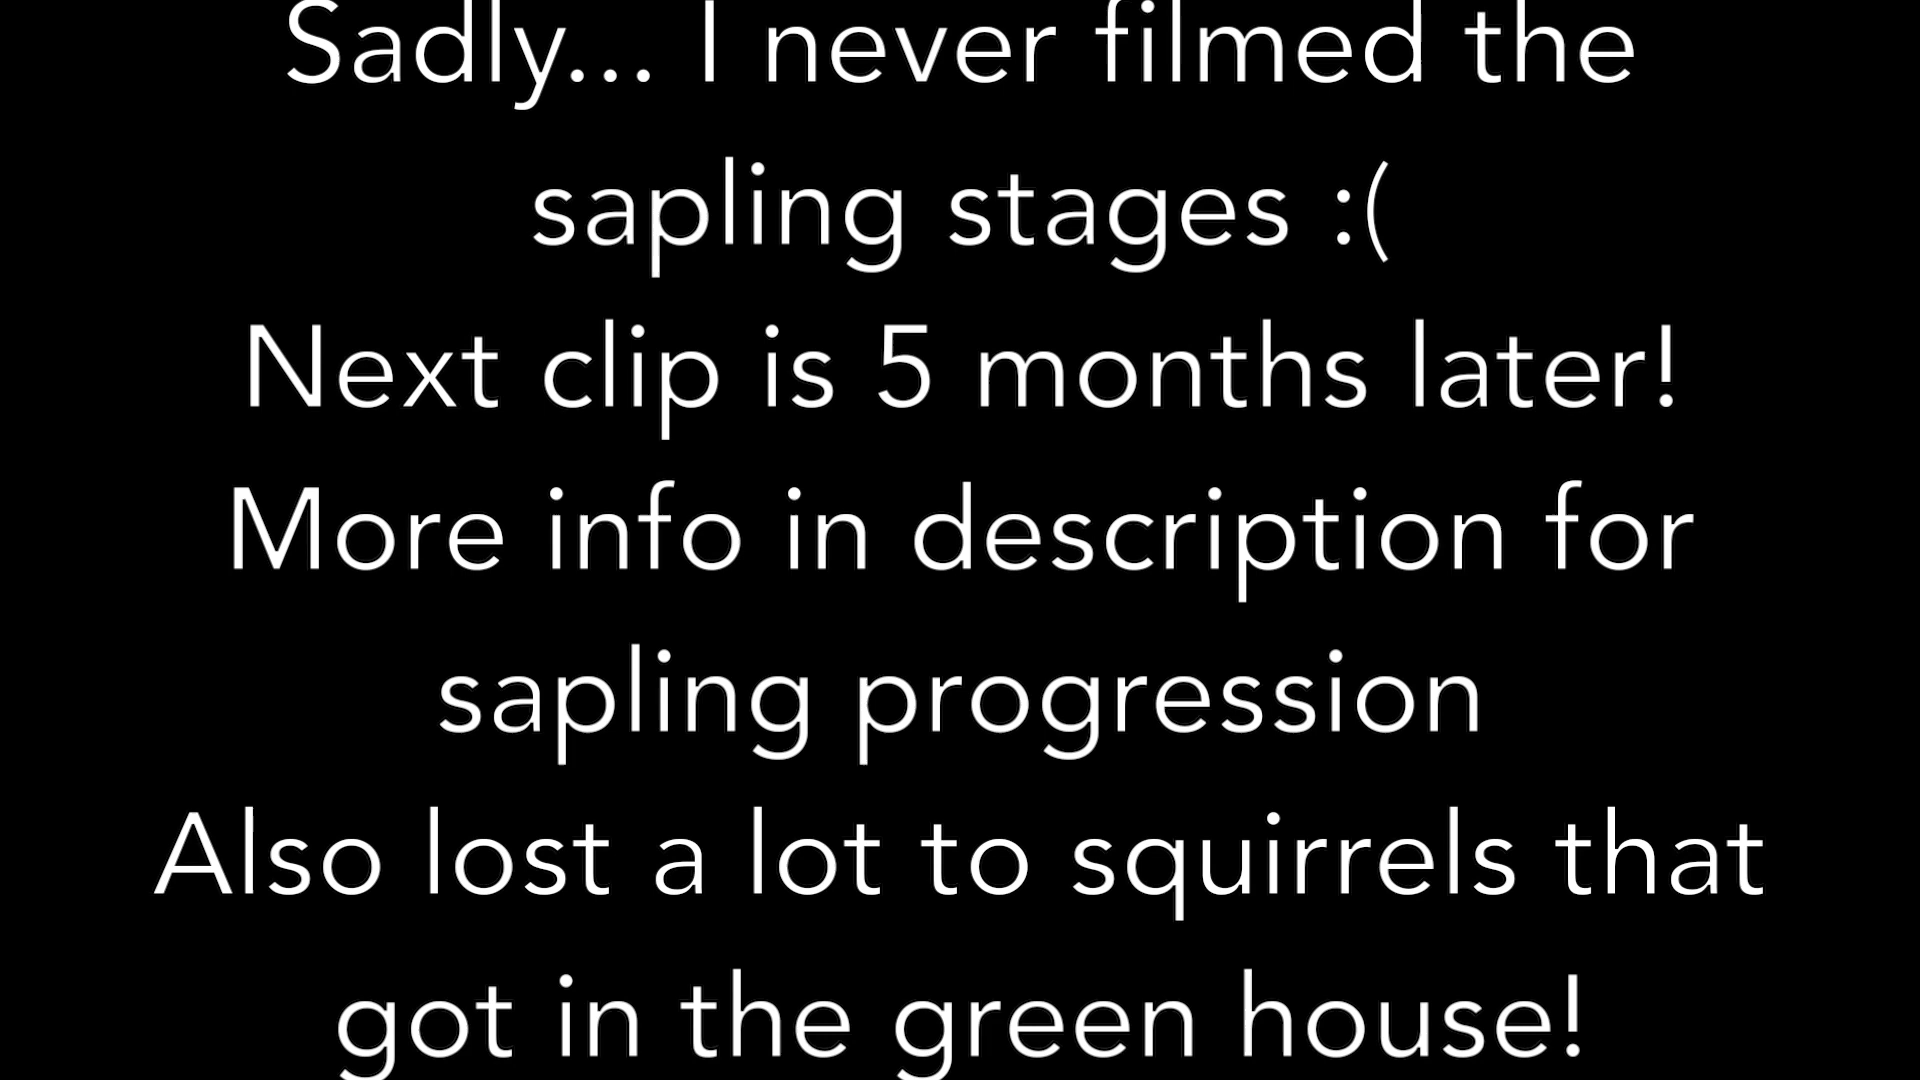 Sadly... I never filmed the
sapling stages :(
Next clip is 5 months later!
More info in description for
sapling progression
Also lost a lot to squirrels that
got in the green house!